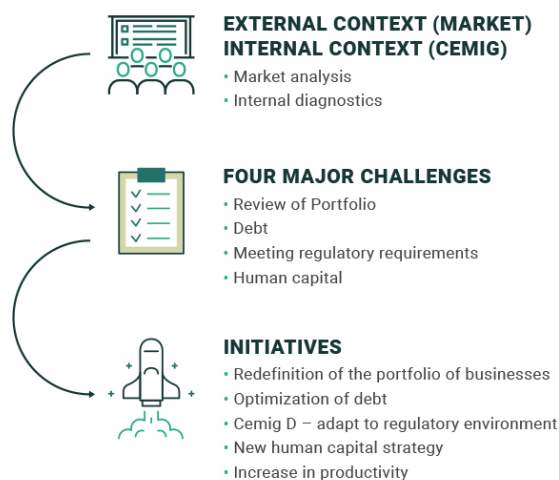 EXTERNAL CONTEXT (MARKET)
INTERNAL CONTEXT (CEMIG)
• Market analysis
• Internal diagnostics
FOUR MAJOR CHALLENGES
• Review of Portfolio
• Debt
• Meeting regulatory requirements
• Human capital
INITIATIVES
• Redefinition of the portfolio of businesses
• Optimization of debt
• Cemig D – adapt to regulatory environment
• New human capital strategy
• Increase in productivity